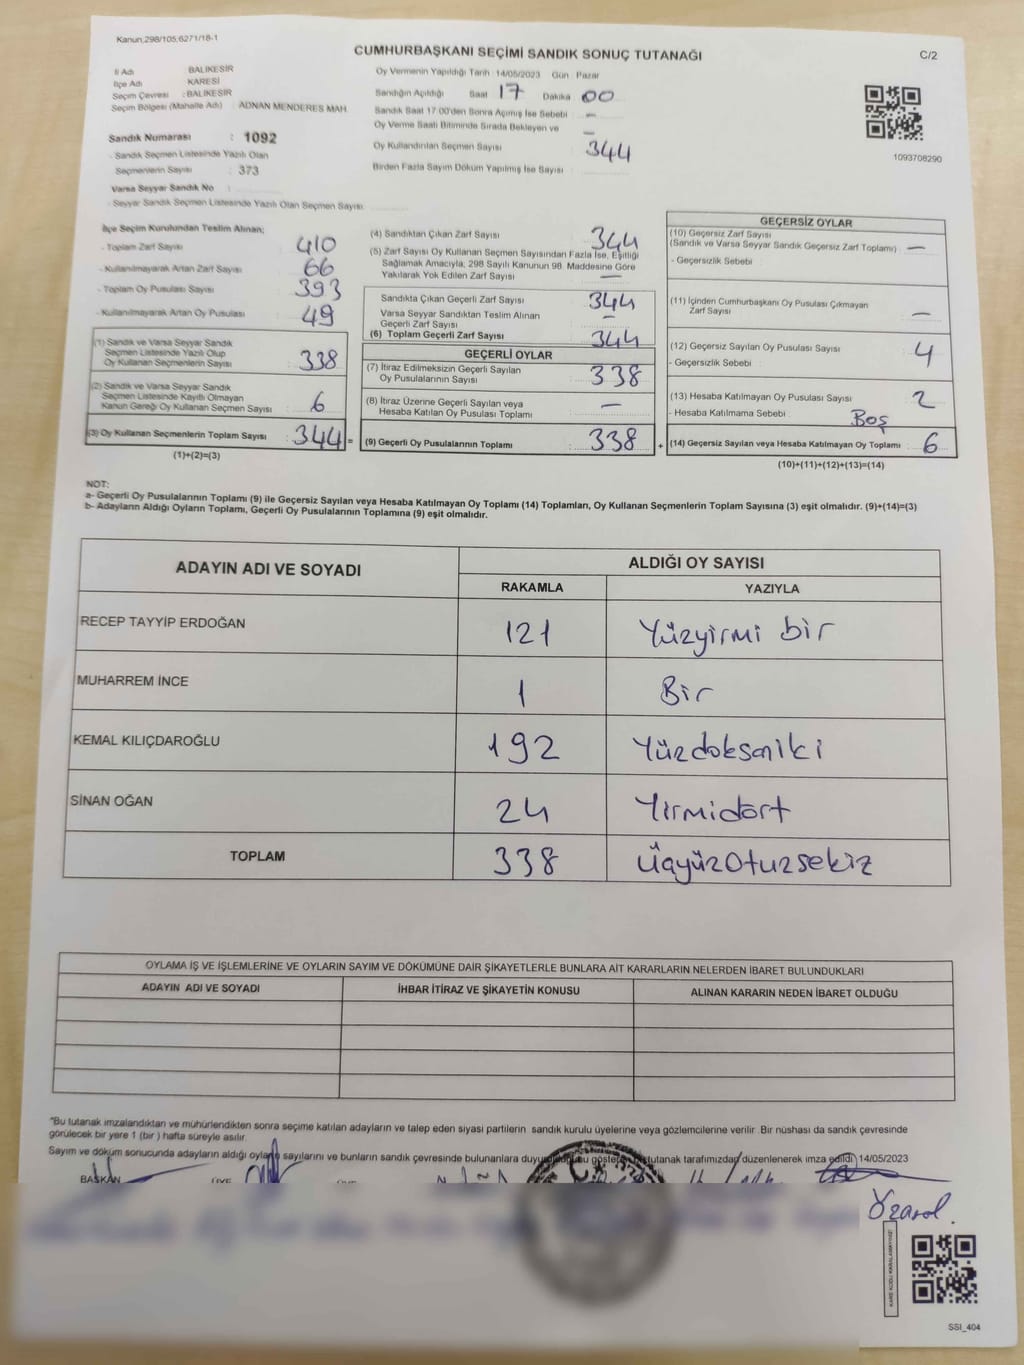 Kanun;298/105,6271/18-1
CUMHURBAŞKANI SEÇİMİ SANDIK SONUÇ TUTANAĞI
C/2
İl Adı BALIKESİR
İlçe Adı KARESİ
Seçim Çevresi : BALIKESİR
Seçim Bölgesi (Mahalle Adı) : ADNAN MENDERES MAH.
Sandık Numarası : 1092
- Sandık Seçmen Listesinde Yazılı Olan
Seçmenlerin Sayısı : 373
Varsa Seyyar Sandık No :
- Seyyar Sandık Seçmen Listesinde Yazılı Olan Seçmen Sayısı
Oy Vermenin Yapıldığı Tarih :14/05/2023 Gün : Pazar
Sandığın Açıldığı Saat 17 Dakika 00
Sandık Saat 17:00'den Sonra Açmış İse Sebebi : –
Oy Verme Saati Bitiminde Sırada Bekleyen ve –
Oy Kullandırılan Seçmen Sayısı 344
Birden Fazla Sayım Döküm Yapılmış İse Sayısı :
1093708290
İlçe Seçim Kurulundan Teslim Alınan;
- Toplam Zarf Sayısı 410
- Kullanılmayarak Artan Zarf Sayısı 66
- Toplam Oy Pusulası Sayısı 393
- Kullanılmayarak Artan Oy Pusulası 49
(1) Sandık ve Varsa Seyyar Sandık
Seçmen Listesinde Yazılı Olup
Oy Kullanan Seçmenlerin Sayısı : 338
(2) Sandık ve Varsa Seyyar Sandık
Seçmen Listesinde Kayıtlı Olmayan
Kanun Gereği Oy Kullanan Seçmen Sayısı : 6
(3) Oy Kullanan Seçmenlerin Toplam Sayısı : 344 =
(1)+(2)=(3)
(4) Sandıktan Çıkan Zarf Sayısı : 344
(5) Zarf Sayısı Oy Kullanan Seçmen Sayısından Fazla İse, Eşitliği
Sağlamak Amacıyla, 298 Sayılı Kanunun 98. Maddesine Göre
Yakılarak Yok Edilen Zarf Sayısı : –
Sandıkta Çıkan Geçerli Zarf Sayısı : 344
Varsa Seyyar Sandıktan Teslim Alınan
Geçerli Zarf Sayısı : –
(6) Toplam Geçerli Zarf Sayısı : 344
GEÇERLİ OYLAR
(7) İtiraz Edilmeksizin Geçerli Sayılan
Oy Pusulalarının Sayısı : 338
(8) İtiraz Üzerine Geçerli Sayılan veya
Hesaba Katılan Oy Pusulası Toplamı : –
(9) Geçerli Oy Pusulalarının Toplamı : 338 +
GEÇERSİZ OYLAR
(10) Geçersiz Zarf Sayısı
(Sandık ve Varsa Seyyar Sandık Geçersiz Zarf Toplamı) : –
- Geçersizlik Sebebi :
(11) İçinden Cumhurbaşkanı Oy Pusulası Çıkmayan
Zarf Sayısı : –
(12) Geçersiz Sayılan Oy Pusulası Sayısı : 4
- Geçersizlik Sebebi :
(13) Hesaba Katılmayan Oy Pusulası Sayısı : 2
- Hesaba Katılmama Sebebi : Boş
(14) Geçersiz Sayılan veya Hesaba Katılmayan Oy Toplamı : 6
(10)+(11)+(12)+(13)=(14)
NOT:
a- Geçerli Oy Pusulalarının Toplamı (9) ile Geçersiz Sayılan veya Hesaba Katılmayan Oy Toplamı (14) Toplamları, Oy Kullanan Seçmenlerin Toplam Sayısına (3) eşit olmalıdır. (9)+(14)=(3)
b- Adayların Aldığı Oyların Toplamı, Geçerli Oy Pusulalarının Toplamına (9) eşit olmalıdır.
ADAYIN ADI VE SOYADI
ALDIĞI OY SAYISI
RAKAMLA YAZIYLA
RECEP TAYYİP ERDOĞAN 121 Yüzyirmi bir
MUHARREM İNCE 1 Bir
KEMAL KILIÇDAROĞLU 192 Yüzdoksaniki
SİNAN OĞAN 24 Yirmidört
TOPLAM 338 ÜçyüzOtuzsekiz
OYLAMA İŞ VE İŞLEMLERİNE VE OYLARIN SAYIM VE DÖKÜMÜNE DAİR ŞİKAYETLERLE BUNLARA AİT KARARLARIN NELERDEN İBARET BULUNDUKLARI
ADAYIN ADI VE SOYADI İHBAR İTİRAZ VE ŞİKAYETİN KONUSU ALINAN KARARIN NEDEN İBARET OLDUĞU
*Bu tutanak imzalandıktan ve mühürlendikten sonra seçime katılan adayların ve talep eden siyasi partilerin sandık kurulu üyelerine veya gözlemcilerine verilir. Bir nüshası da sandık çevresinde
görülecek bir yere 1 (bir ) hafta süreyle asılır.
Sayım ve döküm sonucunda adayların aldığı oyların sayılarını ve bunların sandık çevresinde bulunanlara tutanak tarafımızdan düzenlenerek imza edildi 14/05/2023
BAŞKAN
KARE KODU KARALAMAYINIZ!
SSI_404